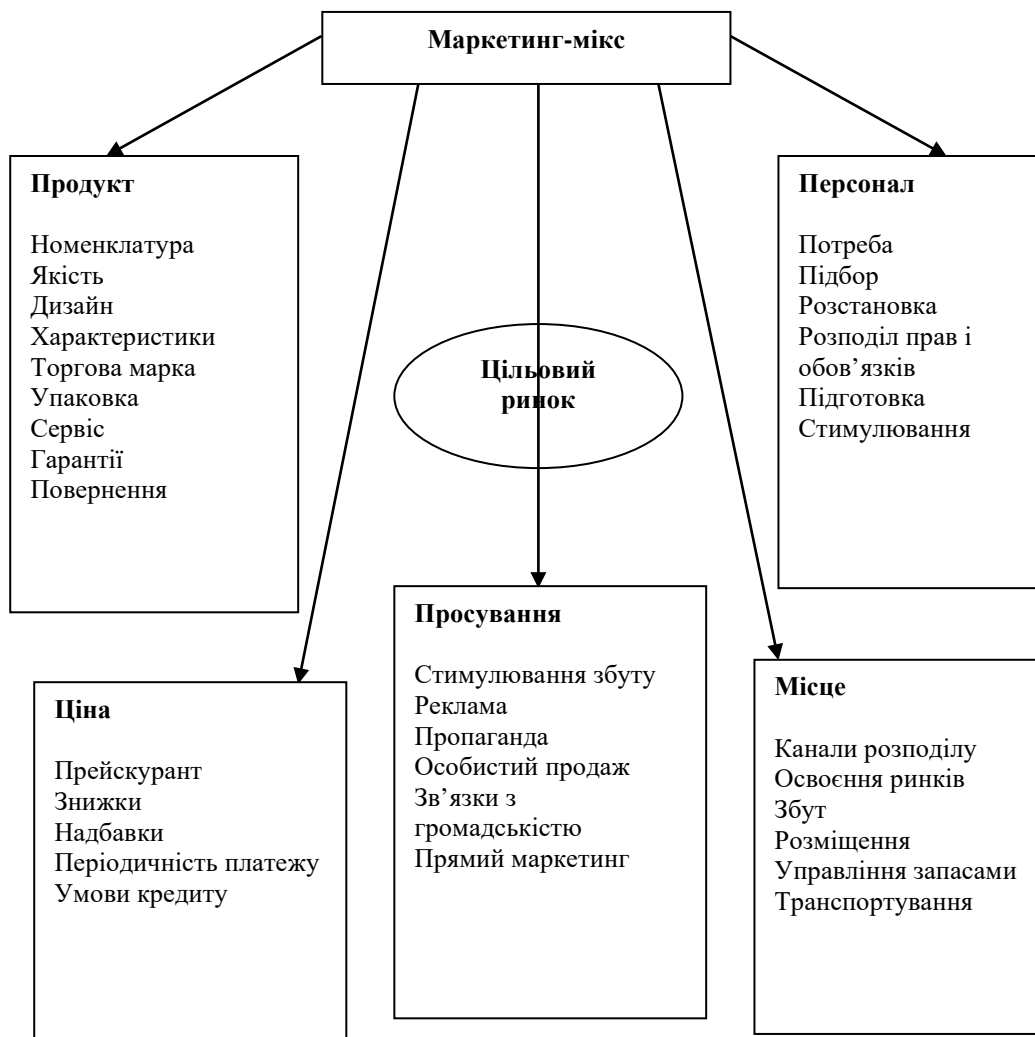 Маркетинг-мікс
Продукт
Номенклатура
Якість
Дизайн
Характеристики
Торгова марка
Упаковка
Сервіс
Гарантії
Повернення
Персонал
Потреба
Підбор
Розстановка
Розподіл прав і
обов’язків
Підготовка
Стимулювання
Цільовий
ринок
Ціна
Прейскурант
Знижки
Надбавки
Періодичність платежу
Умови кредиту
Просування
Стимулювання збуту
Реклама
Пропаганда
Особистий продаж
Зв’язки з
громадськістю
Прямий маркетинг
Місце
Канали розподілу
Освоєння ринків
Збут
Розміщення
Управління запасами
Транспортування